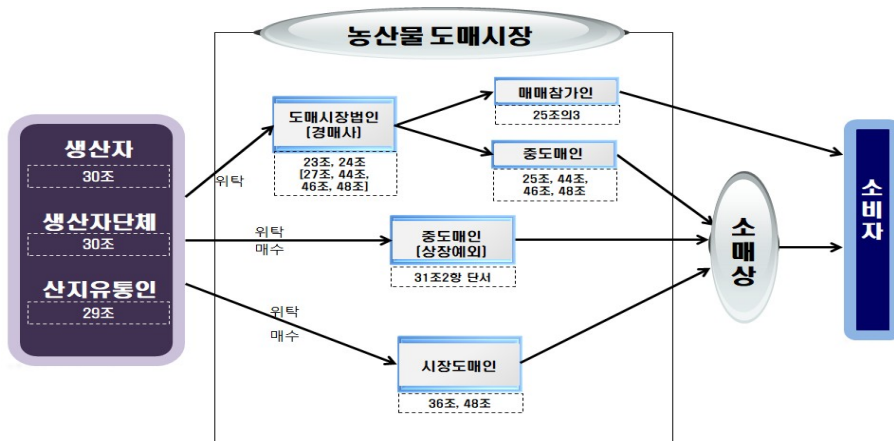 농산물 도매시장
생산자
30조
생산자단체
30조
산지유통인
29조
위탁
도매시장법인
[경매사]
23조, 24조
[27조, 44조,
46조, 48조]
매매참가인
25조의3
중도매인
25조, 44조,
46조, 48조
위탁
매수
중도매인
[상장예외]
31조2항 단서
위탁
매수
시장도매인
36조, 48조
소매상
소비자